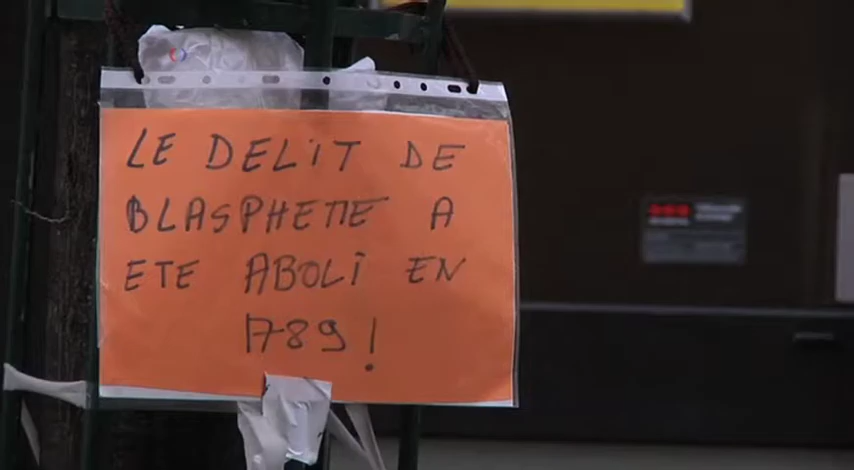 LE DELIT DE
BLASPHEME A
ETE ABOLI EN
1789!